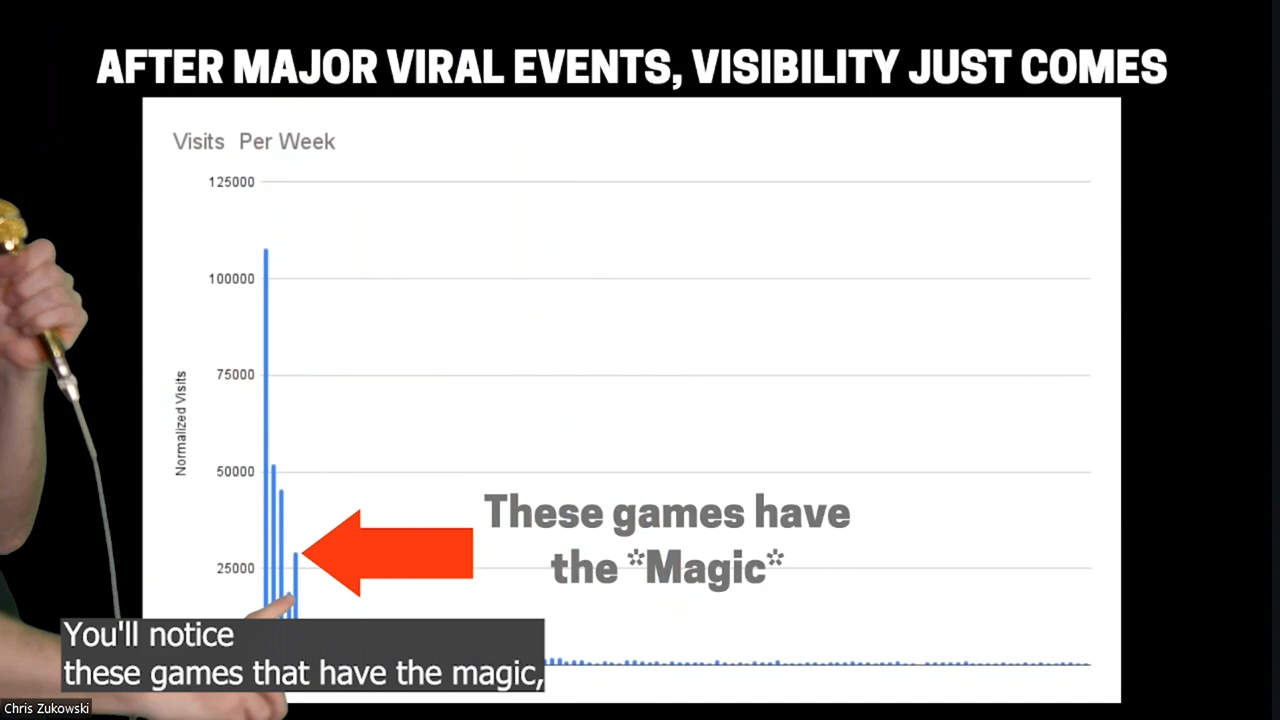 AFTER MAJOR VIRAL EVENTS, VISIBILITY JUST COMES
Visits Per Week
125000
100000
75000
50000
25000
Normalized Visits
These games have
the *Magic*
You'll notice
these games that have the magic,
Chris Zukowski